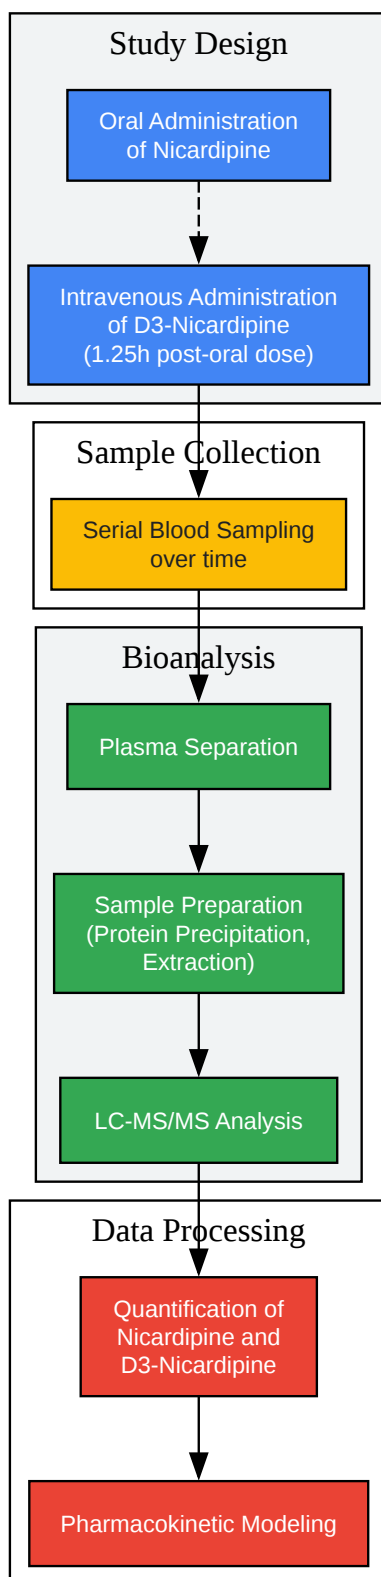 Study Design
Oral Administration
of Nicardipine
Intravenous Administration
of D3-Nicardipine
(1.25h post-oral dose)
Sample Collection
Serial Blood Sampling
over time
Bioanalysis
Plasma Separation
Sample Preparation
(Protein Precipitation,
Extraction)
LC-MS/MS Analysis
Data Processing
Quantification of
Nicardipine and
D3-Nicardipine
Pharmacokinetic Modeling